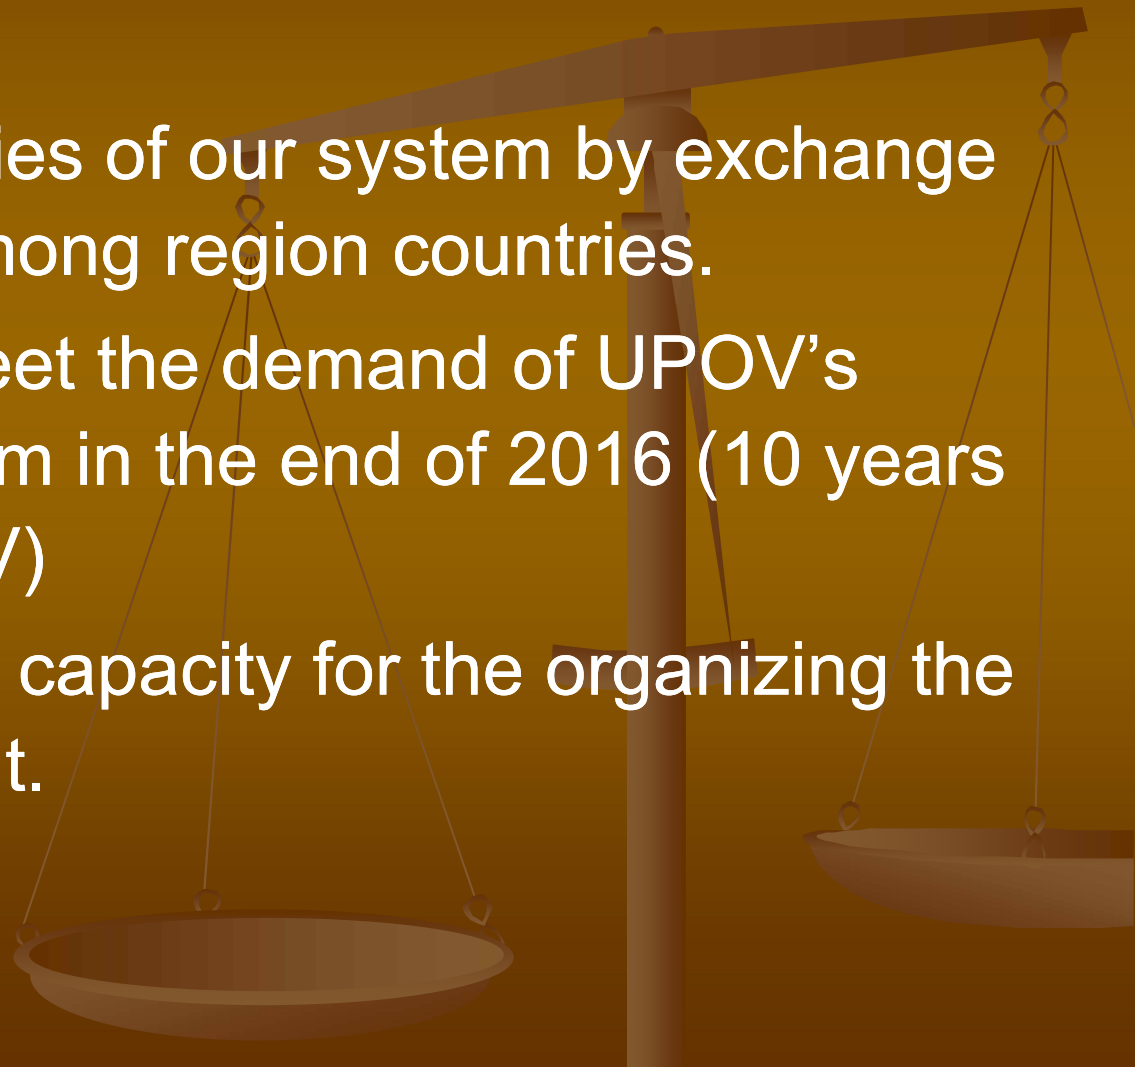 ies of our system by exchange
mong region countries.
eet the demand of UPOV’s
m in the end of 2016 (10 years
V)
capacity for the organizing the
t.